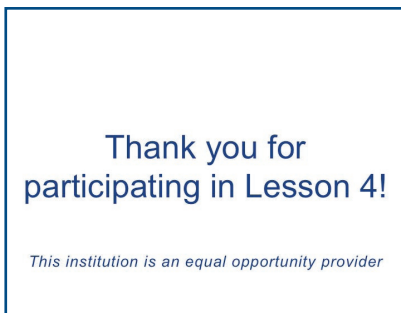 Thank you for
participating in Lesson 4!
This institution is an equal opportunity provider